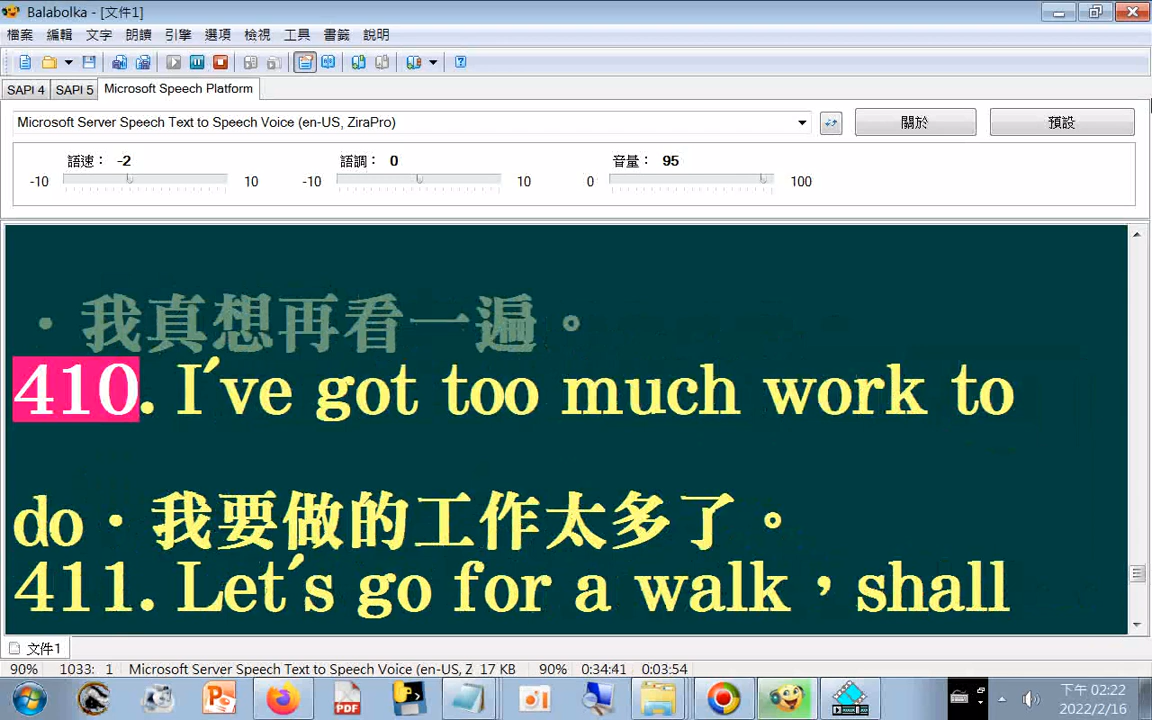 Balabolka - [文件1]
檔案 編輯 文字 朗讀 引擎 選項 檢視 工具 書籤 說明
SAPI 4 SAPI 5 Microsoft Speech Platform
Microsoft Server Speech Text to Speech Voice (en-US, ZiraPro) 關於 預設
語速： -2 語調： 0 音量： 95
-10 10 -10 10 0 100
．我真想再看一遍。
410. I've got too much work to
do．我要做的工作太多了。
411. Let's go for a walk，shall
文件1
90% 1033: 1 Microsoft Server Speech Text to Speech Voice (en-US, Z 17 KB 90% 0:34:41 0:03:54
PDF
下午 02:22
2022/2/16